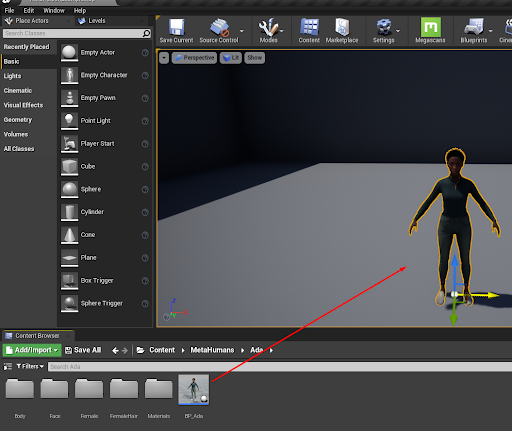 File Edit Window Help
Place Actors
Levels
Search Classes
Recently Placed
Basic
Lights
Cinematic
Visual Effects
Geometry
Volumes
All Classes
Empty Actor
Empty Character
Empty Pawn
Point Light
Player Start
Cube
Sphere
Cylinder
Cone
Plane
Box Trigger
Sphere Trigger
Save Current
Source Control
Modes
Content
Marketplace
Settings
Megascans
Blueprints
Perspective
Lit
Show
Z
Content Browser
Add/Import
Save All
Content
MetaHumans
Ada
Filters
Search Ada
Body
Face
Female
FemaleHair
Materials
BP_Ada